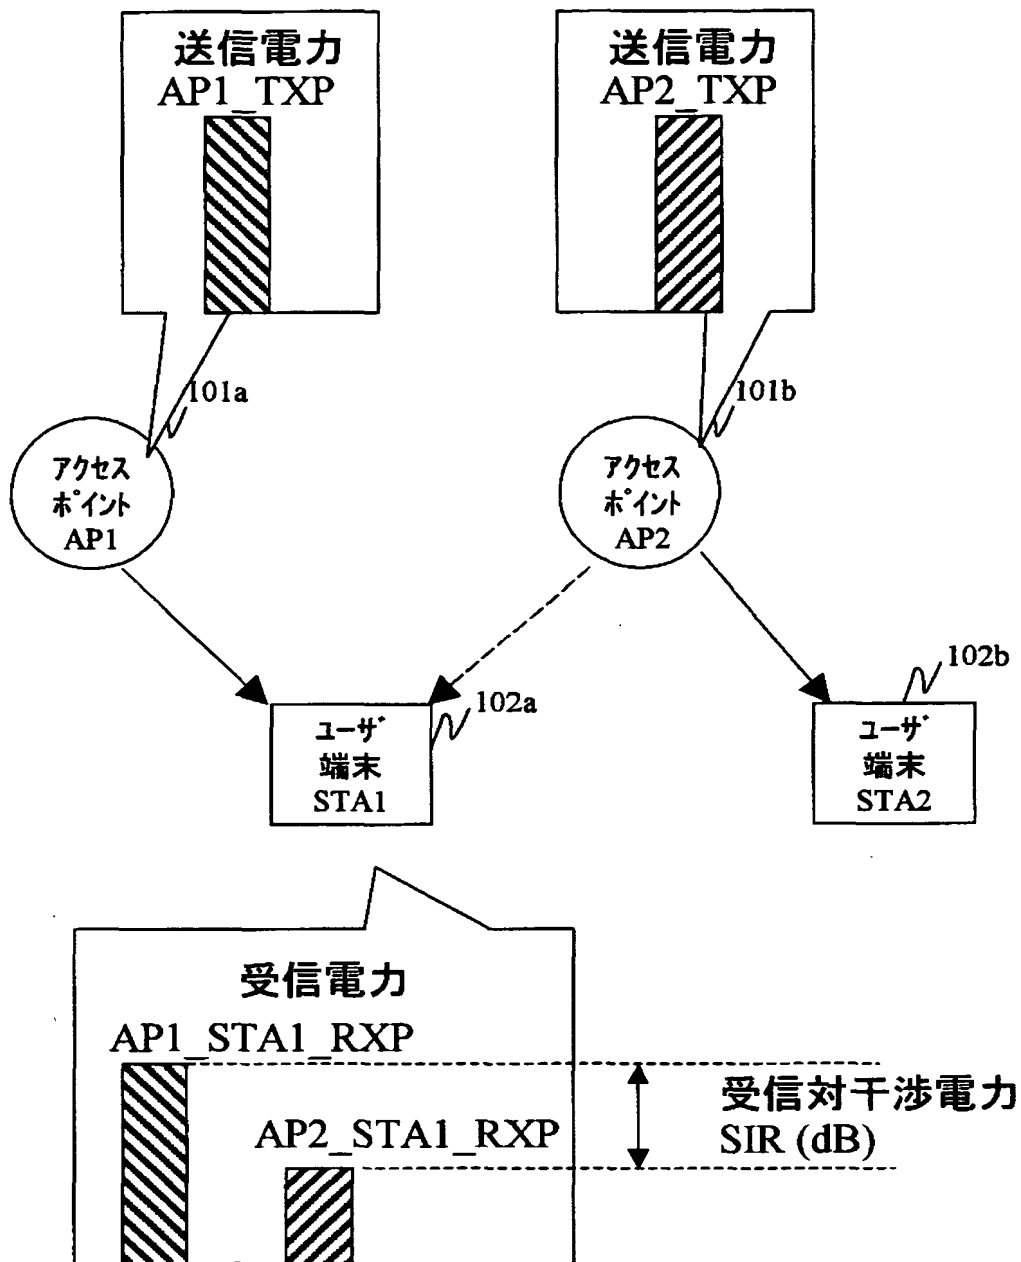 送信電力
AP1_TXP
送信電力
AP2_TXP
101a
101b
アクセス
ポイント
AP1
アクセス
ポイント
AP2
102a
102b
ユーザ
端末
STA1
ユーザ
端末
STA2
受信電力
AP1_STA1_RXP
AP2_STA1_RXP
受信対干渉電力
SIR (dB)